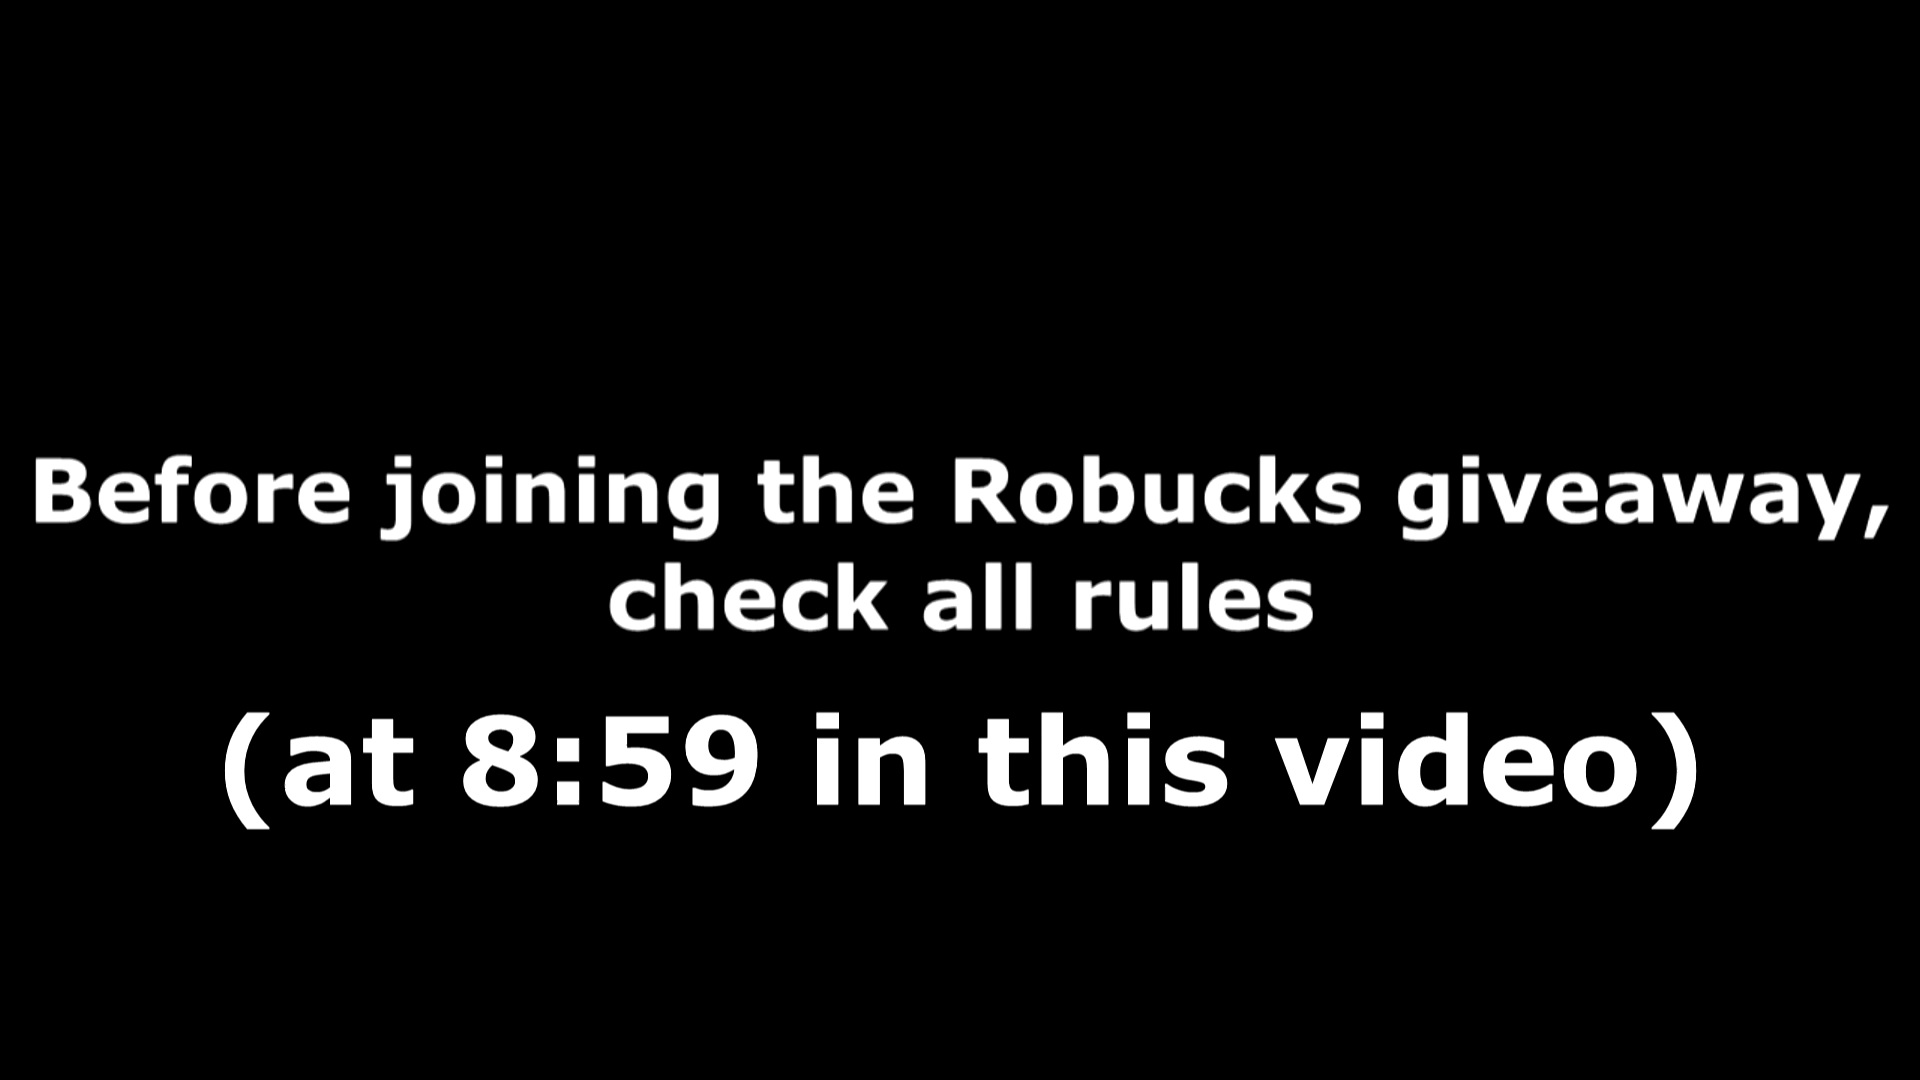 Before joining the Robucks giveaway,
check all rules
(at 8:59 in this video)